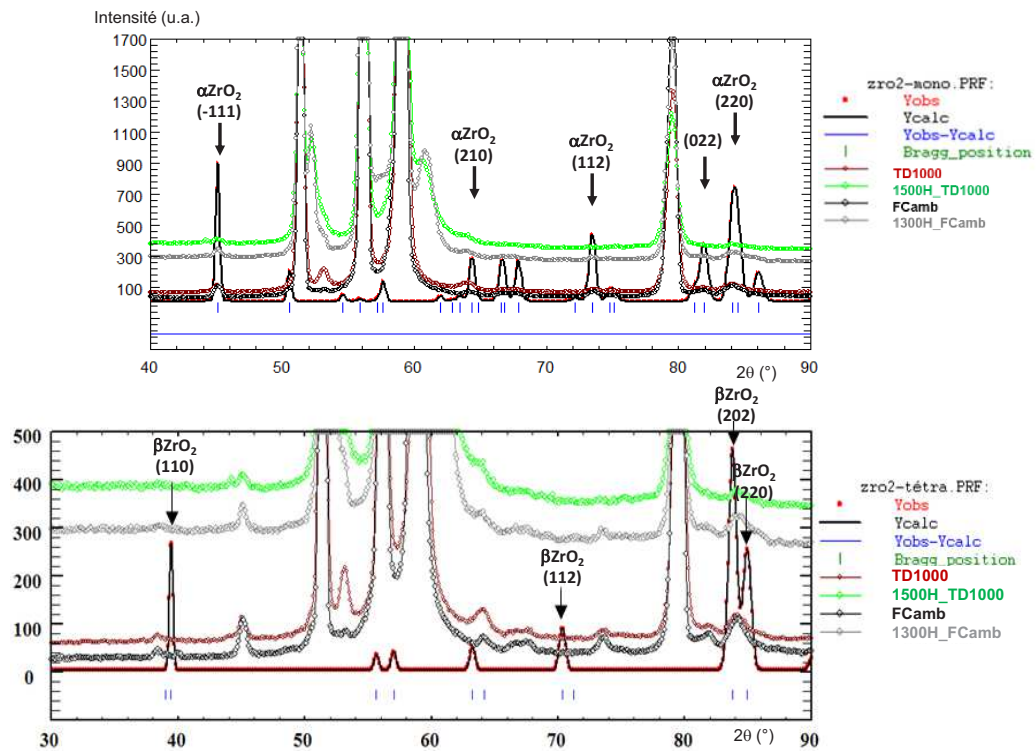 Intensité (u.a.)
1700
1500
1300
1100
900
700
500
300
100
αZrO₂
(-111)
αZrO₂
(210)
αZrO₂
(112)
(022)
αZrO₂
(220)
40 50 60 70 80 90
2θ (°)
zro2-mono.PRF:
Yobs
Ycalc
Yobs-Ycalc
Bragg_position
TD1000
1500H_TD1000
FCamb
1300H_FCamb
500
400
300
200
100
0
βZrO₂
(110)
βZrO₂
(112)
βZrO₂
(202)
βZrO₂
(220)
30 40 50 60 70 80 90
2θ (°)
zro2-tétra.PRF:
Yobs
Ycalc
Yobs-Ycalc
Bragg_position
TD1000
1500H_TD1000
FCamb
1300H_FCamb